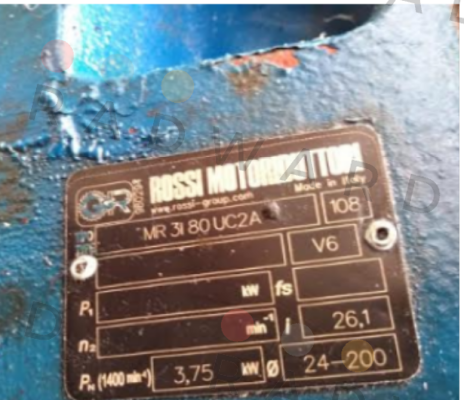 ROSSI MOTORIDUTTORI
www.rossi-group.com Made in Italy
MR 3I 80 UC2A 108
V6
P₁ kW fs
n₂ min⁻¹ i 26,1
Pₙ (1400 min⁻¹) 3,75 kW Ø 24-200